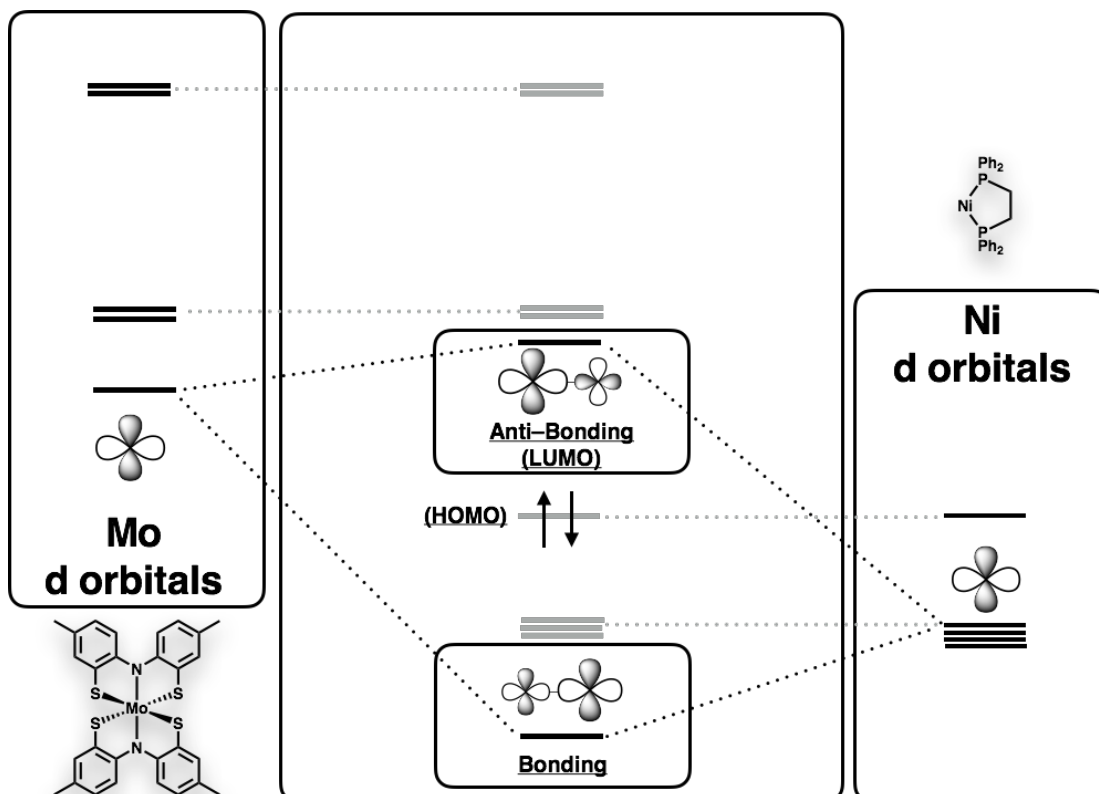 Mo
d orbitals
N
S
S
Mo
S
S
N
Anti–Bonding
(LUMO)
(HOMO)
Bonding
Ph2
P
Ni
P
Ph2
Ni
d orbitals